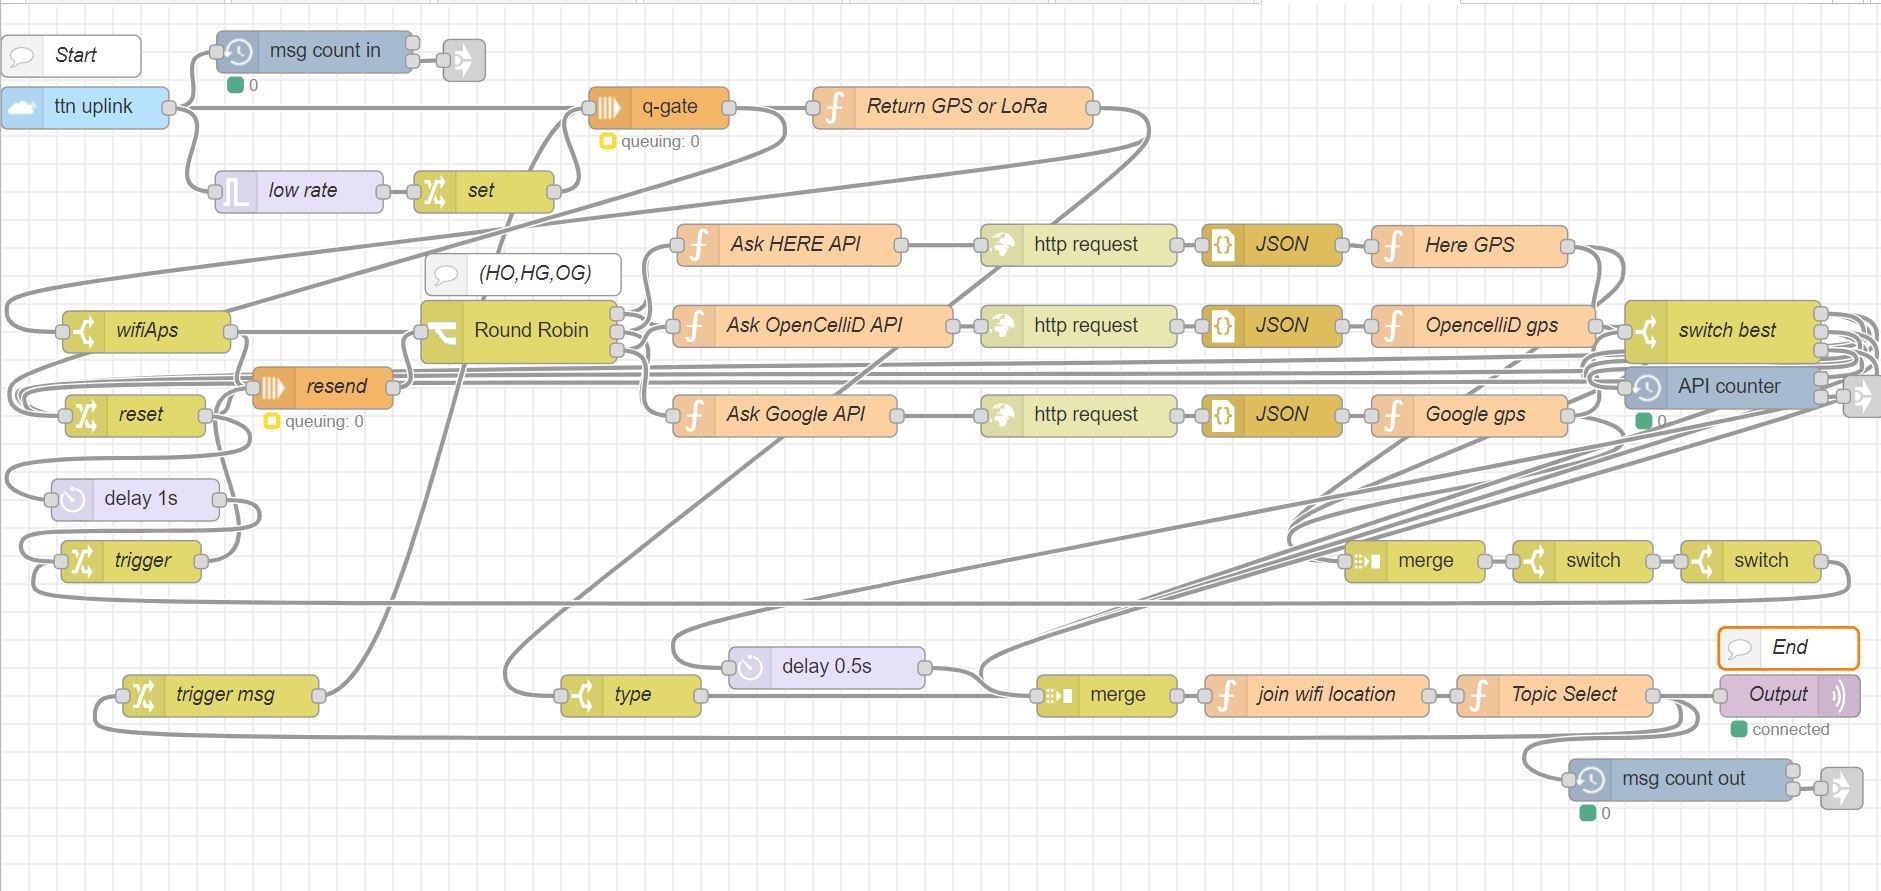 Start
msg count in
0
ttn uplink
q-gate
queuing: 0
Return GPS or LoRa
low rate
set
Ask HERE API
http request
JSON
Here GPS
(HO,HG,OG)
wifiAps
Round Robin
Ask OpenCelliD API
http request
JSON
OpencelliD gps
switch best
resend
queuing: 0
API counter
0
reset
Ask Google API
http request
JSON
Google gps
delay 1s
trigger
merge
switch
switch
End
delay 0.5s
trigger msg
type
merge
join wifi location
Topic Select
Output
connected
msg count out
0